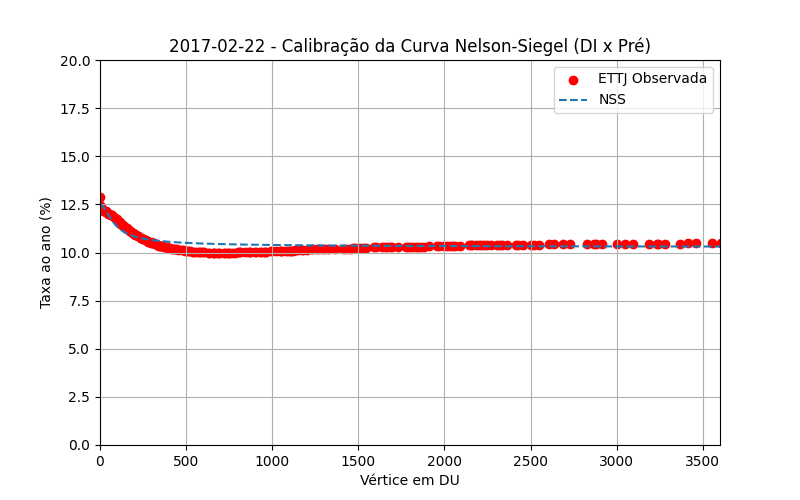 2017-02-22 - Calibração da Curva Nelson-Siegel (DI x Pré)
ETTJ Observada
NSS
Taxa ao ano (%)
20.0
17.5
15.0
12.5
10.0
7.5
5.0
2.5
0.0
0 500 1000 1500 2000 2500 3000 3500
Vértice em DU